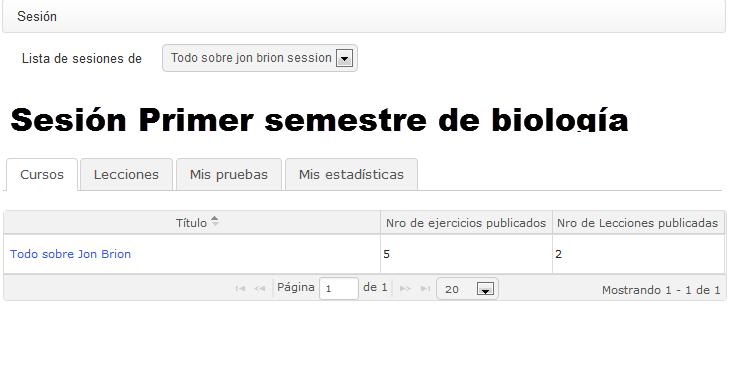 Sesión
Lista de sesiones de Todo sobre jon brion session
Sesión Primer semestre de biología
Cursos Lecciones Mis pruebas Mis estadísticas
Título Nro de ejercicios publicados Nro de Lecciones publicadas
Todo sobre Jon Brion 5 2
Página 1 de 1 20 Mostrando 1 - 1 de 1